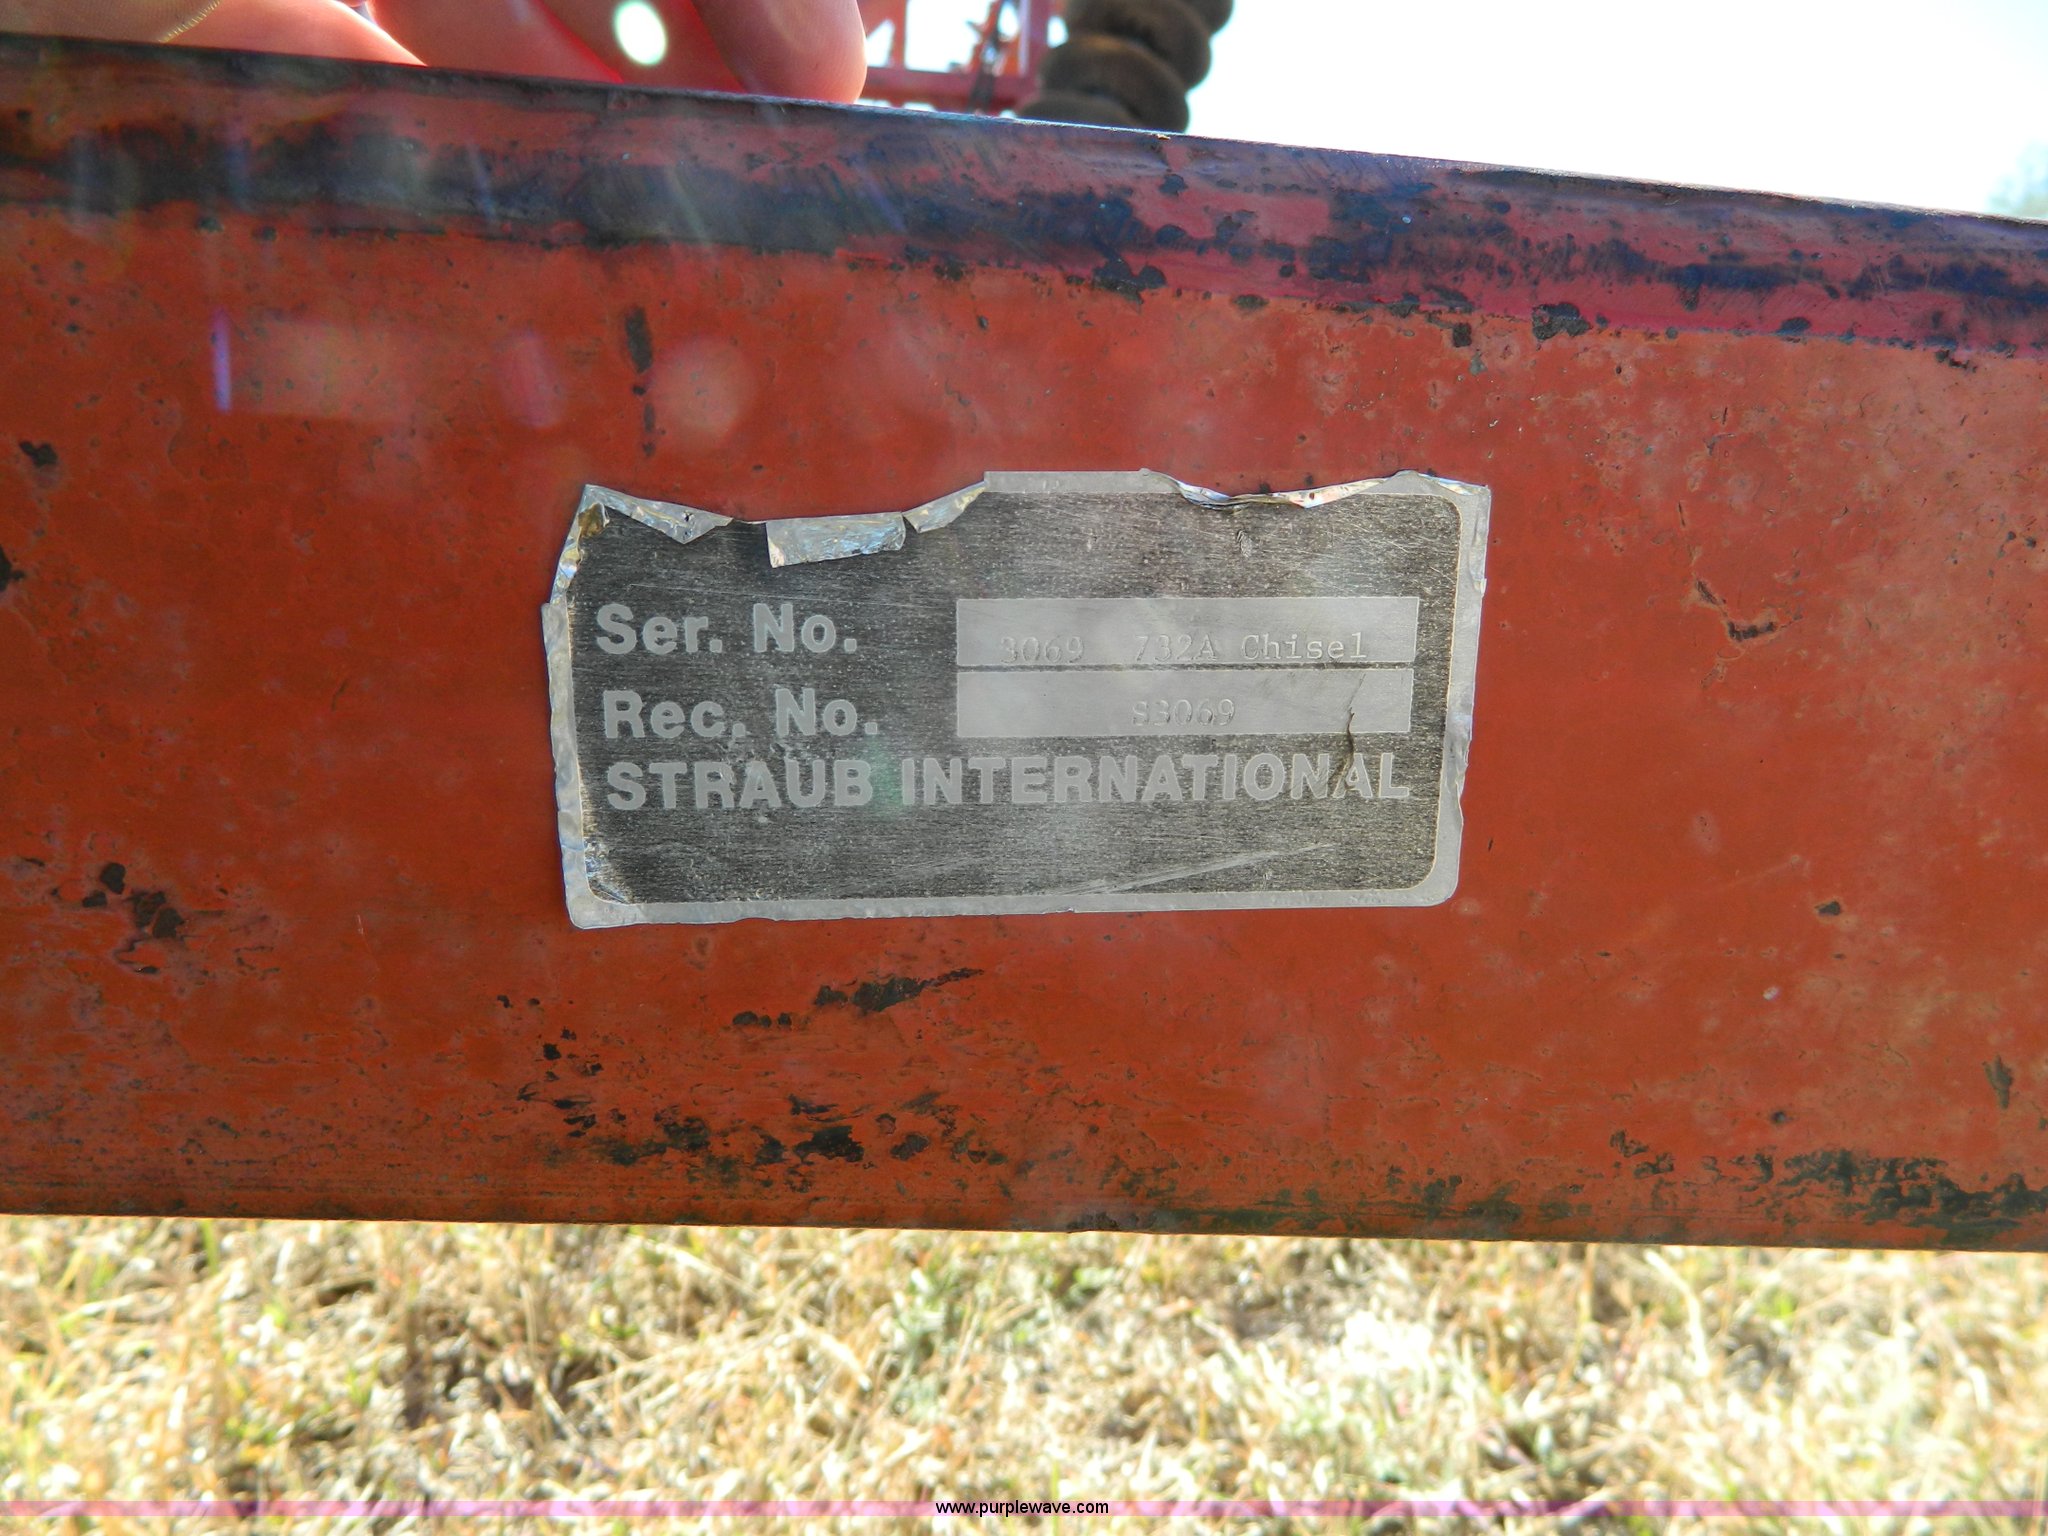 Ser. No. 3069 732A Chisel
Rec. No. S3069
STRAUB INTERNATIONAL
www.purplewave.com